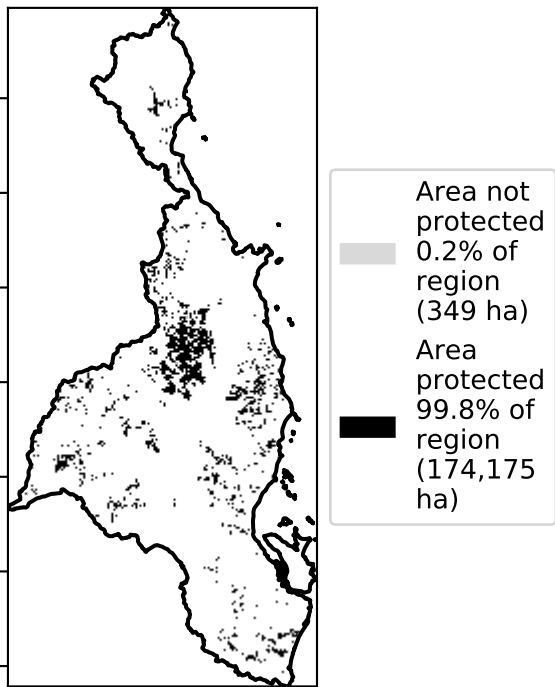 Area not
protected
0.2% of
region
(349 ha)
Area
protected
99.8% of
region
(174,175
ha)